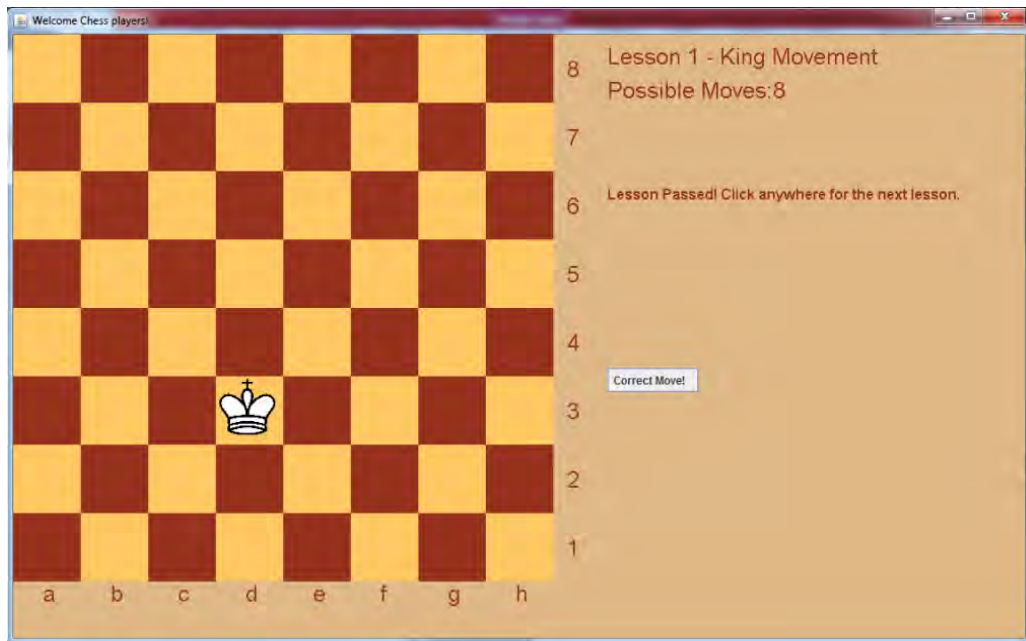 Welcome Chess players!
Lesson 1 - King Movement
Possible Moves:8
Lesson Passed! Click anywhere for the next lesson.
Correct Move!
8
7
6
5
4
3
2
1
a b c d e f g h